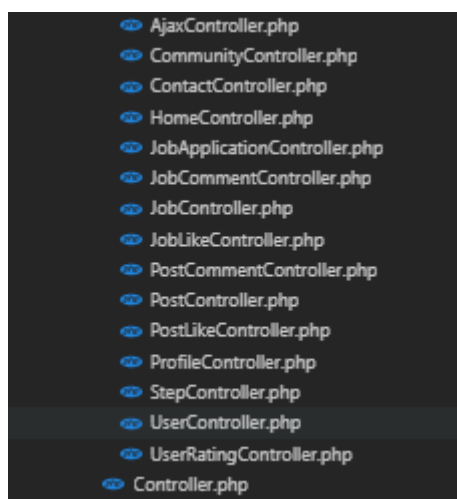 AjaxController.php
CommunityController.php
ContactController.php
HomeController.php
JobApplicationController.php
JobCommentController.php
JobController.php
JobLikeController.php
PostCommentController.php
PostController.php
PostLikeController.php
ProfileController.php
StepController.php
UserController.php
UserRatingController.php
Controller.php